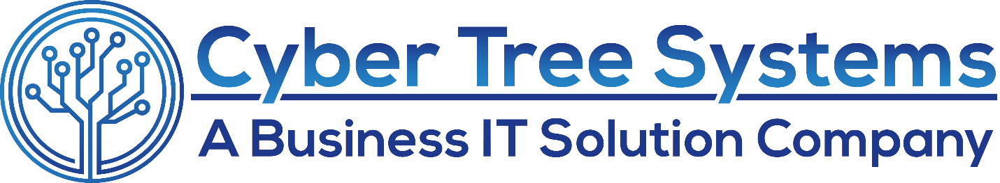 Cyber Tree Systems
A Business IT Solution Company